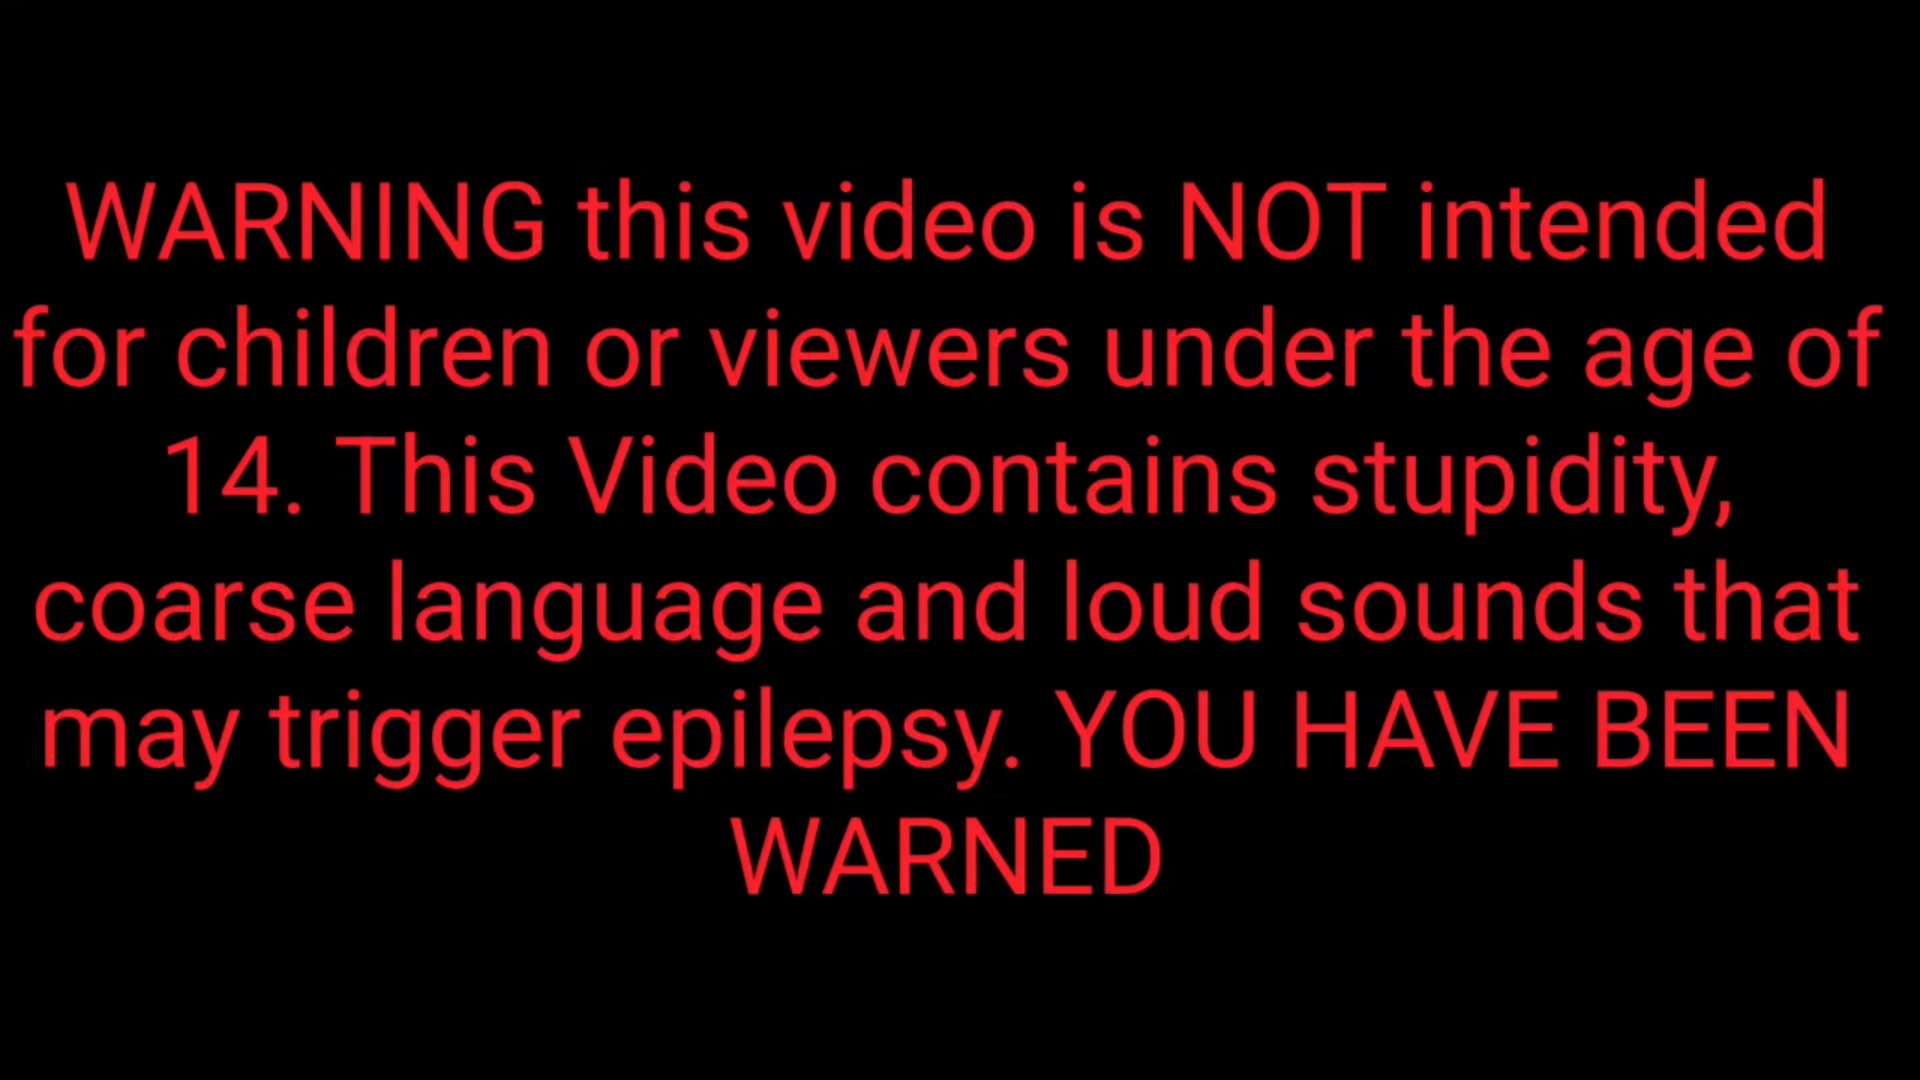 WARNING this video is NOT intended
for children or viewers under the age of
14. This Video contains stupidity,
coarse language and loud sounds that
may trigger epilepsy. YOU HAVE BEEN
WARNED